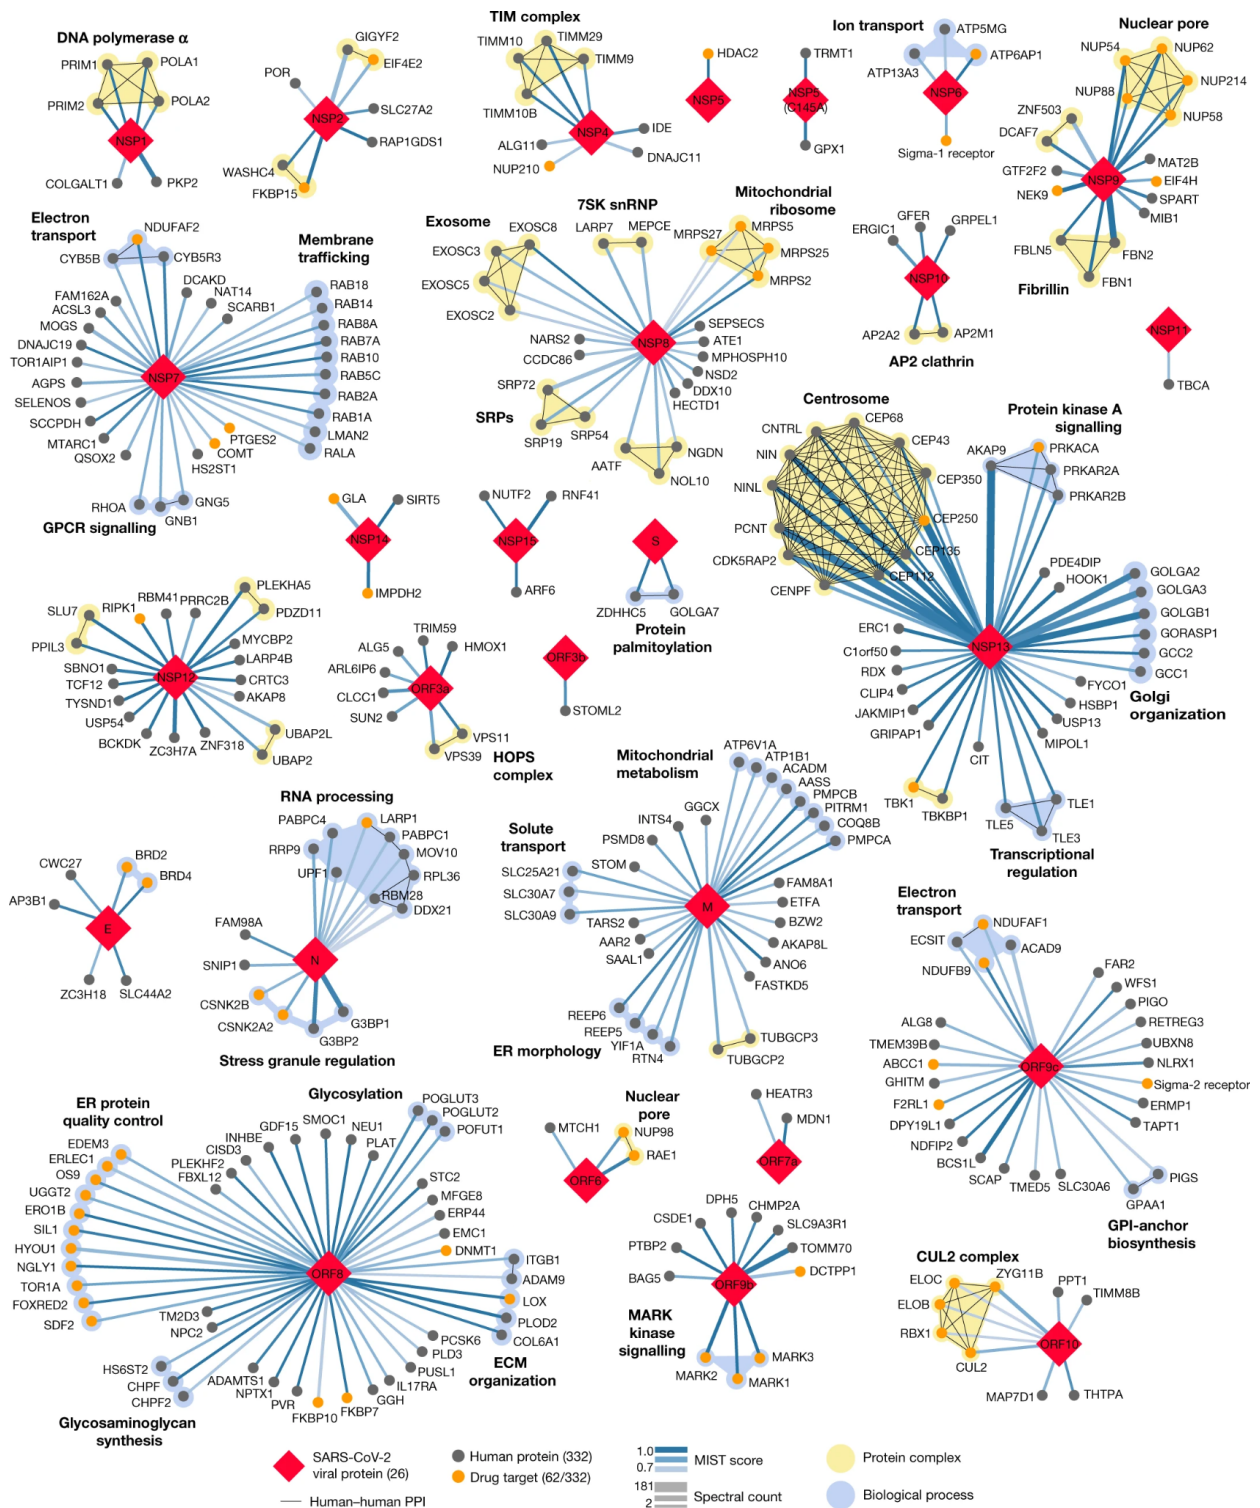 DNA polymerase α
PRIM1
POLA1
PRIM2
POLA2
NSP1
COLGALT1
PKP2
GIGYF2
EIF4E2
POR
NSP2
SLC27A2
RAP1GDS1
WASHC4
FKBP15
TIM complex
TIMM10
TIMM29
TIMM9
TIMM10B
NSP4
ALG11
NUP210
IDE
DNAJC11
HDAC2
NSP5
TRMT1
NSP5
(C145A)
GPX1
Ion transport
ATP5MG
ATP6AP1
ATP13A3
NSP6
Sigma-1 receptor
Nuclear pore
NUP54
NUP62
NUP214
NUP88
NUP58
ZNF503
DCAF7
GTF2F2
NEK9
NSP9
MAT2B
EIF4H
SPART
MIB1
FBLN5
FBN2
FBN1
Fibrillin
Electron
transport
NDUFAF2
CYB5B
CYB5R3
Membrane
trafficking
DCAKD
NAT14
SCARB1
FAM162A
ACSL3
MOGS
DNAJC19
TOR1AIP1
AGPS
SELENOS
SCCPDH
MTARC1
QSOX2
NSP7
RAB18
RAB14
RAB8A
RAB7A
RAB10
RAB5C
RAB2A
RAB1A
LMAN2
RALA
PTGES2
COMT
HS2ST1
RHOA
GNB1
GNG5
GPCR signalling
Exosome
EXOSC8
EXOSC3
EXOSC5
EXOSC2
7SK snRNP
LARP7
MEPCE
Mitochondrial
ribosome
MRPS27
MRPS5
MRPS25
MRPS2
NSP8
NARS2
CCDC86
SEPSECS
ATE1
MPHOSPH10
NSD2
DDX10
HECTD1
SRP72
SRPs
SRP19
SRP54
AATF
NGDN
NOL10
GFER
GRPEL1
ERGIC1
NSP10
AP2A2
AP2M1
AP2 clathrin
NSP11
TBCA
Centrosome
CEP68
CNTRL
CEP43
NIN
CEP350
NINL
CEP250
PCNT
CEP135
CDK5RAP2
CEP112
CENPF
Protein kinase A
signalling
AKAP9
PRKACA
PRKAR2A
PRKAR2B
PDE4DIP
HOOK1
GOLGA2
GOLGA3
GOLGB1
GORASP1
GCC2
GCC1
Golgi
organization
ERC1
C1orf50
RDX
CLIP4
JAKMIP1
GRIPAP1
NSP13
FYCO1
HSBP1
USP13
MIPOL1
CIT
TBK1
TBKBP1
TLE5
TLE1
TLE3
Transcriptional
regulation
GLA
SIRT5
NSP14
IMPDH2
NUTF2
RNF41
NSP15
ARF6
S
ZDHHC5
GOLGA7
Protein
palmitoylation
SLU7
PPIL3
RIPK1
RBM41
PRRC2B
PLEKHA5
PDZD11
MYCBP2
LARP4B
CRTC3
AKAP8
SBNO1
TCF12
TYSND1
USP54
BCKDK
ZC3H7A
ZNF318
NSP12
UBAP2L
UBAP2
TRIM59
ALG5
HMOX1
ARL6IP6
CLCC1
SUN2
ORF3a
VPS11
VPS39
HOPS
complex
ORF3b
STOML2
CWC27
BRD2
BRD4
AP3B1
E
ZC3H18
SLC44A2
RNA processing
PABPC4
LARP1
PABPC1
RRP9
MOV10
UPF1
RPL36
RBM28
DDX21
FAM98A
SNIP1
N
CSNK2B
CSNK2A2
G3BP1
G3BP2
Stress granule regulation
Mitochondrial
metabolism
ATP6V1A
ATP1B1
ACADM
AASS
PMPCB
PITRM1
COQ8B
PMPCA
GGCX
INTS4
PSMD8
STOM
Solute
transport
SLC25A21
SLC30A7
SLC30A9
TARS2
AAR2
SAAL1
M
FAM8A1
ETFA
BZW2
AKAP8L
ANO6
FASTKD5
REEP6
REEP5
YIF1A
RTN4
ER morphology
TUBGCP3
TUBGCP2
Electron
transport
NDUFAF1
ECSIT
ACAD9
NDUFB9
FAR2
WFS1
PIGO
RETREG3
UBXN8
NLRX1
Sigma-2 receptor
ERMP1
TAPT1
ALG8
TMEM39B
ABCC1
GHITM
F2RL1
DPY19L1
NDFIP2
BCS1L
SCAP
TMED5
SLC30A6
ORF9c
PIGS
GPAA1
GPI-anchor
biosynthesis
ER protein
quality control
EDEM3
ERLEC1
OS9
UGGT2
ERO1B
SIL1
HYOU1
NGLY1
TOR1A
FOXRED2
SDF2
Glycosylation
POGLUT3
POGLUT2
POFUT1
SMOC1
NEU1
GDF15
PLAT
INHBE
CISD3
PLEKHF2
FBXL12
STC2
MFGE8
ERP44
EMC1
DNMT1
ORF8
ITGB1
ADAM9
LOX
PLOD2
COL6A1
ECM
organization
TM2D3
NPC2
HS6ST2
CHPF
CHPF2
Glycosaminoglycan
synthesis
ADAMTS1
NPTX1
PVR
FKBP10
FKBP7
GGH
IL17RA
PUSL1
PLD3
PCSK6
Nuclear
pore
MTCH1
NUP98
RAE1
ORF6
HEATR3
MDN1
ORF7a
DPH5
CHMP2A
CSDE1
SLC9A3R1
PTBP2
TOMM70
BAG5
DCTPP1
ORF9b
MARK
kinase
signalling
MARK2
MARK3
MARK1
CUL2 complex
ELOC
ZYG11B
ELOB
RBX1
CUL2
PPT1
TIMM8B
ORF10
MAP7D1
THTPA
SARS-CoV-2
viral protein (26)
Human–human PPI
Human protein (332)
Drug target (62/332)
1.0
0.7
MIST score
181
2
Spectral count
Protein complex
Biological process